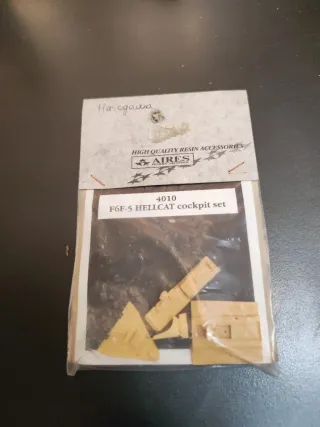 Hasegawa
HIGH QUALITY RESIN ACCESSORIES
AIRES
4010
F6F-5 HELLCAT cockpit set